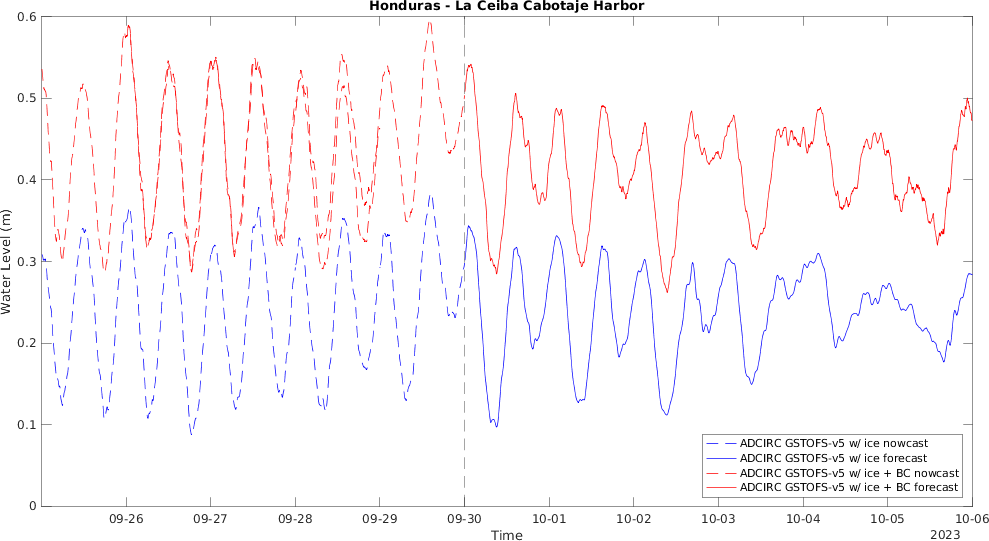 Honduras - La Ceiba Cabotaje Harbor
0.6
0.5
0.4
0.3
0.2
0.1
0
Water Level (m)
ADCIRC GSTOFS-v5 w/ ice nowcast
ADCIRC GSTOFS-v5 w/ ice forecast
ADCIRC GSTOFS-v5 w/ ice + BC nowcast
ADCIRC GSTOFS-v5 w/ ice + BC forecast
09-26 09-27 09-28 09-29 09-30 10-01 10-02 10-03 10-04 10-05 10-06
Time
2023